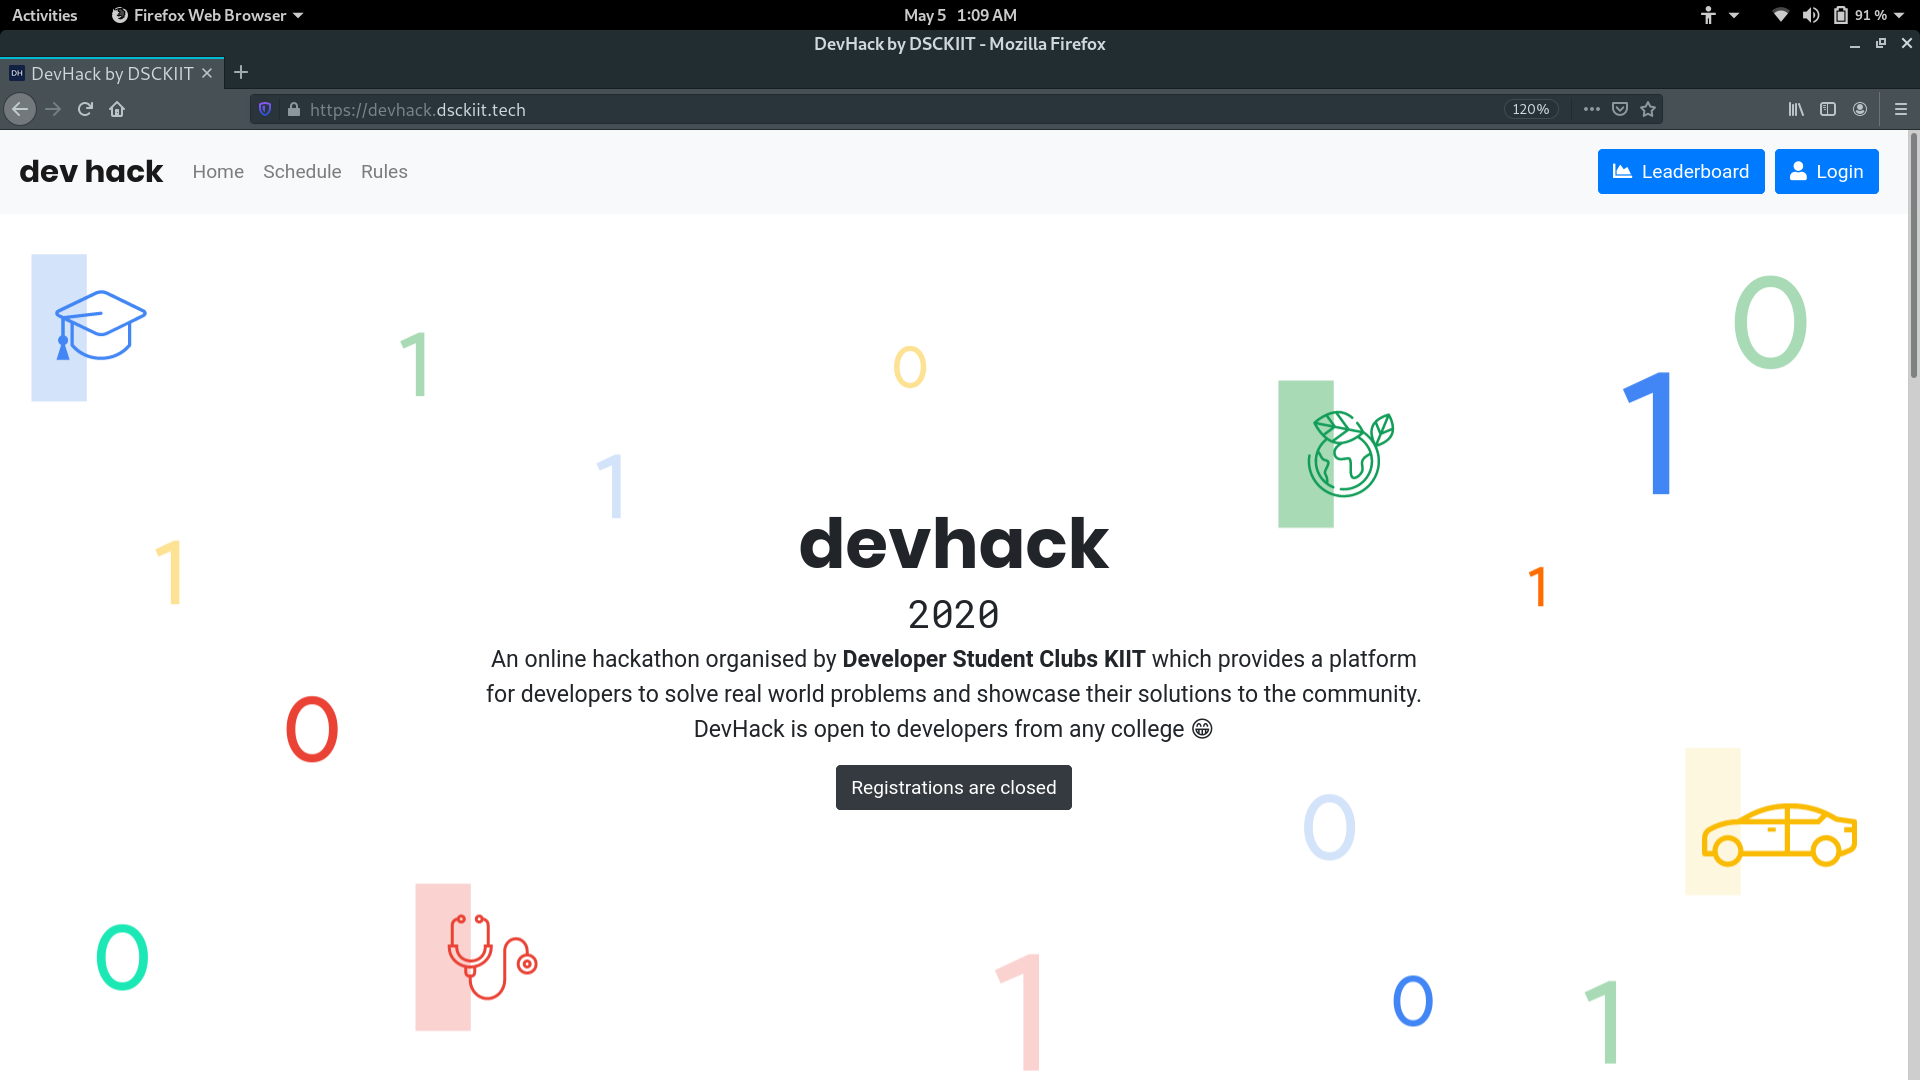 Activities
Firefox Web Browser
May 5 1:09 AM
91 %
DevHack by DSCKIIT - Mozilla Firefox
DH DevHack by DSCKIIT
https://devhack.dsckiit.tech
120%
dev hack
Home
Schedule
Rules
Leaderboard
Login
0
1
0
1
1
devhack
1
1
2020
An online hackathon organised by Developer Student Clubs KIIT which provides a platform
for developers to solve real world problems and showcase their solutions to the community.
DevHack is open to developers from any college 😁
0
Registrations are closed
0
0
1
0
1